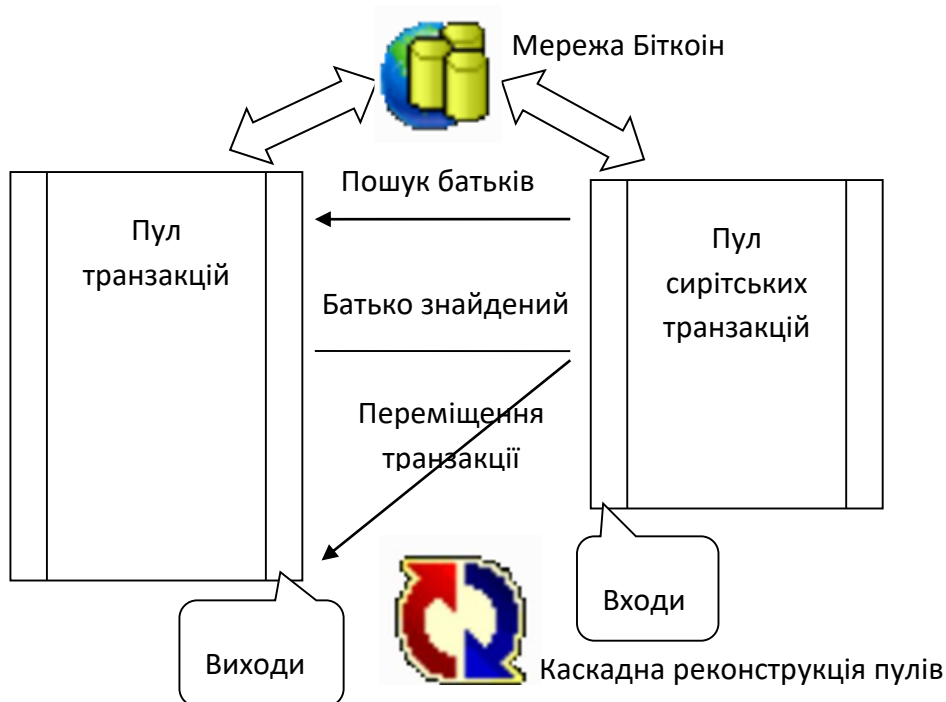 Мережа Біткоін
Пошук батьків
Пул
транзакцій
Пул
сирітських
транзакцій
Батько знайдений
Переміщення
транзакції
Входи
Виходи
Каскадна реконструкція пулів